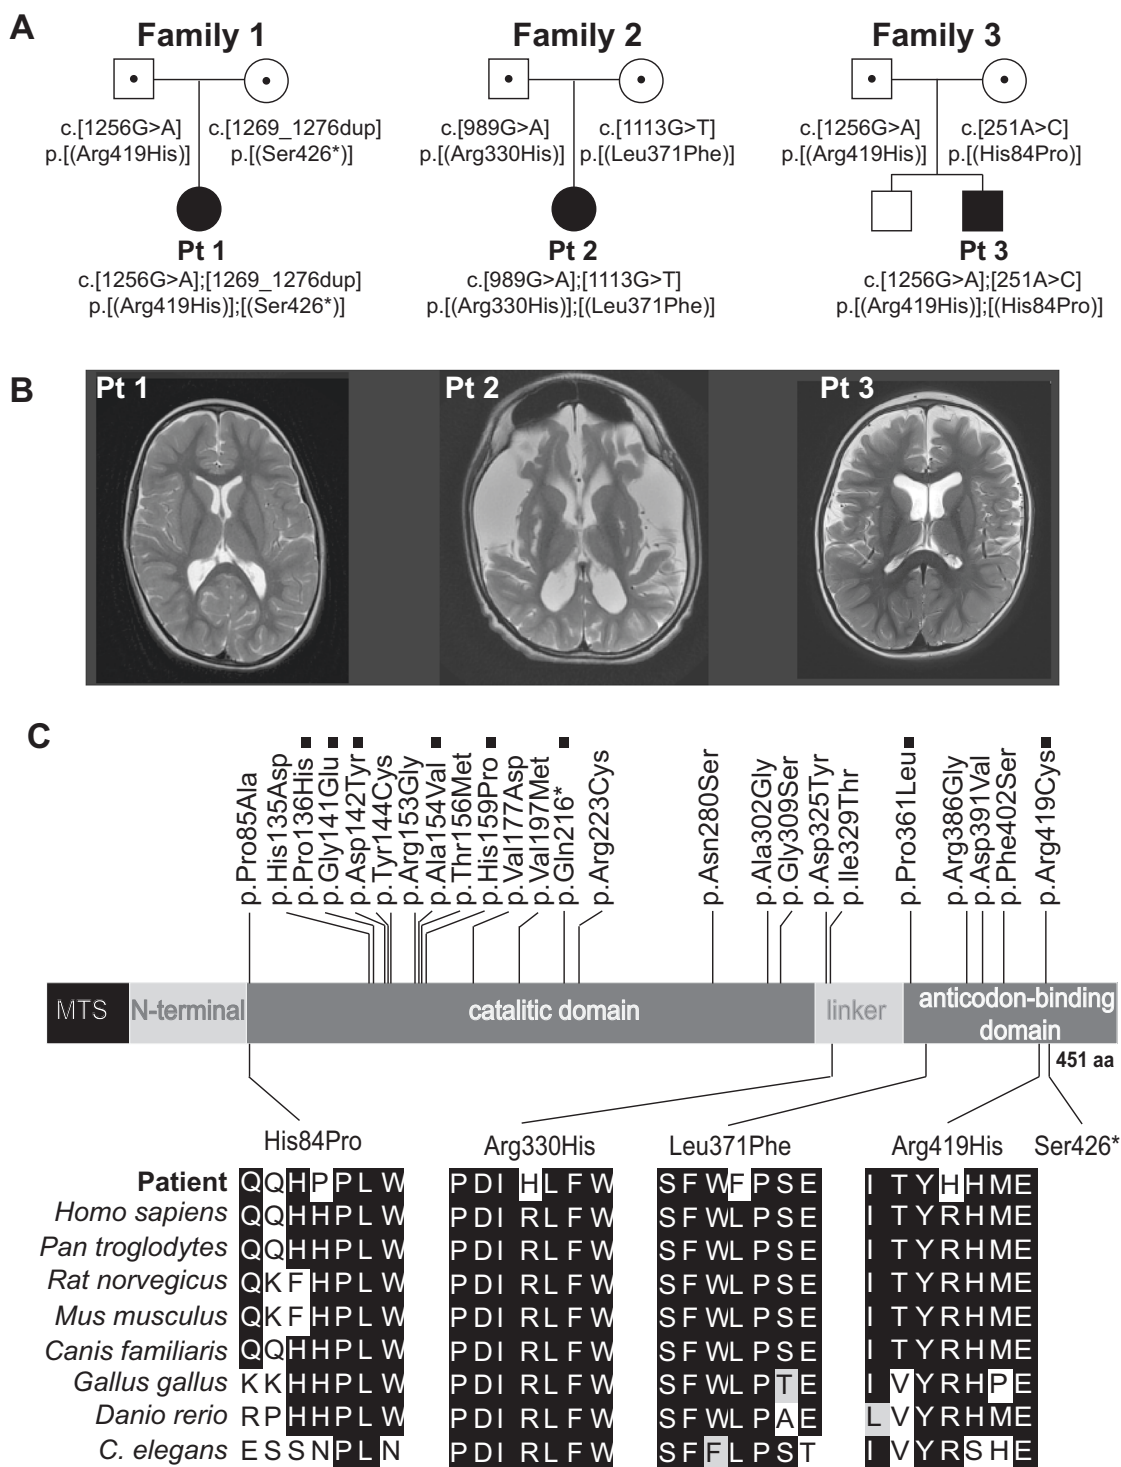 A
Family 1
Family 2
Family 3
c.[1256G>A]
p.[(Arg419His)]
c.[1269_1276dup]
p.[(Ser426*)]
c.[989G>A]
p.[(Arg330His)]
c.[1113G>T]
p.[(Leu371Phe)]
c.[1256G>A]
p.[(Arg419His)]
c.[251A>C]
p.[(His84Pro)]
Pt 1
c.[1256G>A];[1269_1276dup]
p.[(Arg419His)];[(Ser426*)]
Pt 2
c.[989G>A];[1113G>T]
p.[(Arg330His)];[(Leu371Phe)]
Pt 3
c.[1256G>A];[251A>C]
p.[(Arg419His)];[(His84Pro)]
B
Pt 1
Pt 2
Pt 3
C
p.Pro85Ala
p.His135Asp
p.Pro136His
p.Gly141Glu
p.Asp142Tyr
p.Tyr144Cys
p.Arg153Gly
p.Ala154Val
p.Thr156Met
p.His159Pro
p.Val177Asp
p.Val197Met
p.Gln216*
p.Arg223Cys
p.Asn280Ser
p.Ala302Gly
p.Gly309Ser
p.Asp325Tyr
p.Ile329Thr
p.Pro361Leu
p.Arg386Gly
p.Asp391Val
p.Phe402Ser
p.Arg419Cys
MTS
N-terminal
catalitic domain
linker
anticodon-binding
domain
451 aa
His84Pro
Arg330His
Leu371Phe
Arg419His
Ser426*
Patient QQHPPLW PDIHLFW SFWFPSE ITYHHME
Homo sapiens QQHHPLW PDIRLFW SFWLPSE ITYRHME
Pan troglodytes QQHHPLW PDIRLFW SFWLPSE ITYRHME
Rat norvegicus QKFHPLW PDIRLFW SFWLPSE ITYRHME
Mus musculus QKFHPLW PDIRLFW SFWLPSE ITYRHME
Canis familiaris QQHHPLW PDIRLFW SFWLPSE ITYRHME
Gallus gallus KKHHPLW PDIRLFW SFWLPTE IVYRHPE
Danio rerio RPHHPLW PDIRLFW SFWLPAE LVYRHME
C. elegans ESSNPLN PDIRLFW SFFLPST IVYRSHE